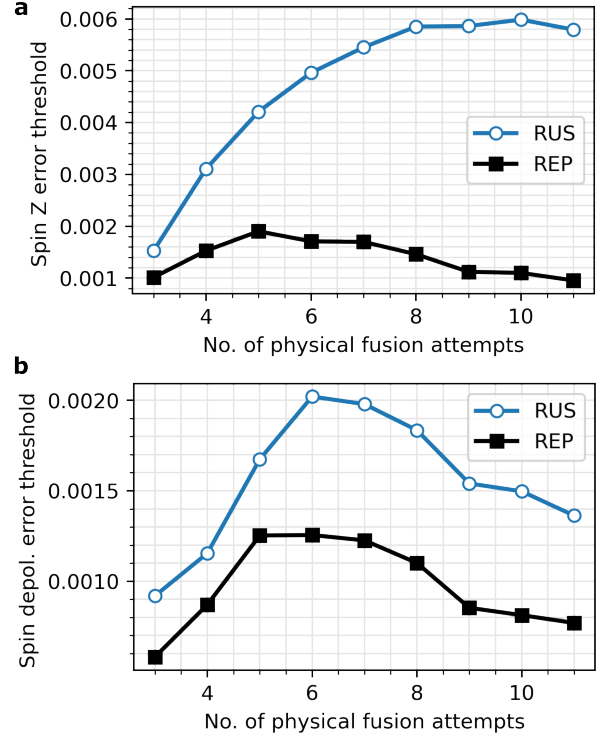 a
Spin Z error threshold
0.006
0.005
0.004
0.003
0.002
0.001
RUS
REP
4 6 8 10
No. of physical fusion attempts
b
Spin depol. error threshold
0.0020
0.0015
0.0010
RUS
REP
4 6 8 10
No. of physical fusion attempts